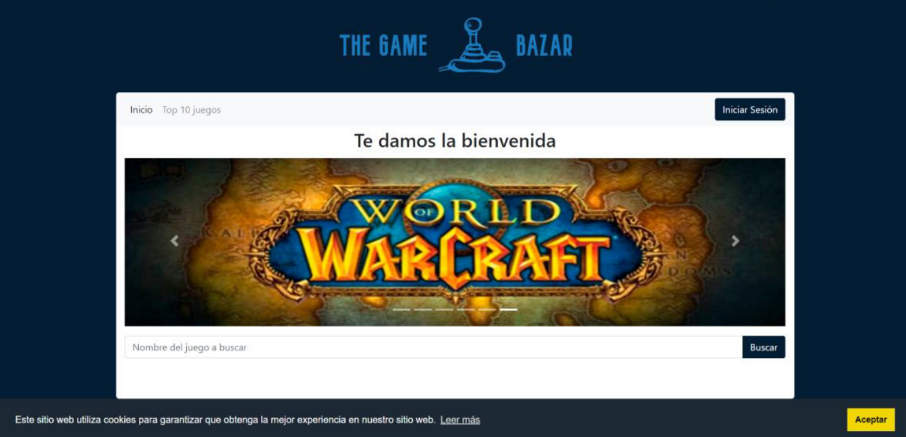 THE GAME BAZAR
Inicio Top 10 juegos Iniciar Sesión
Te damos la bienvenida
WORLD
OF
WARCRAFT
Nombre del juego a buscar Buscar
Este sitio web utiliza cookies para garantizar que obtenga la mejor experiencia en nuestro sitio web. Leer más Aceptar